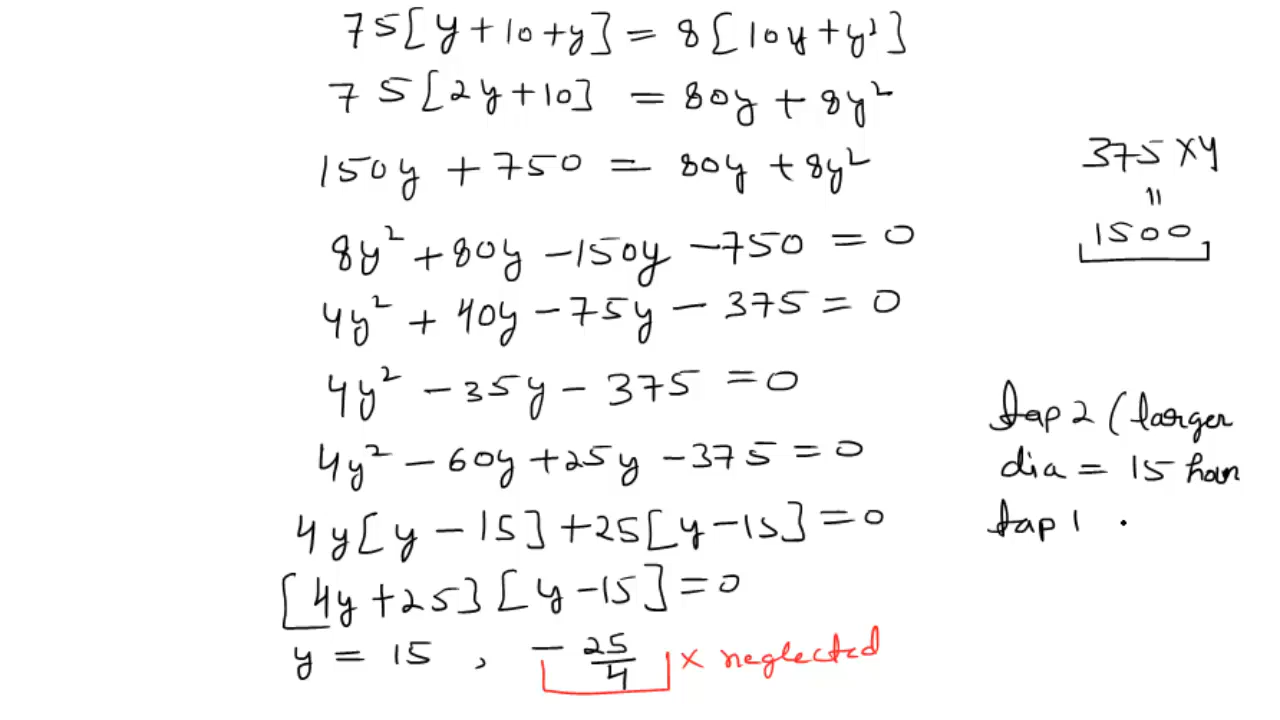 75[y+10+y] = 8[10y+y²]
75[2y+10] = 80y + 8y²
150y + 750 = 80y + 8y²
8y² + 80y - 150y - 750 = 0
4y² + 40y - 75y - 375 = 0
4y² - 35y - 375 = 0
4y² - 60y + 25y - 375 = 0
4y[y - 15] + 25[y - 15] = 0
[4y + 25][y - 15] = 0
y = 15 , - 25/4 × neglected
375 × 4
=
1500
tap 2 (larger
dia = 15 hour
tap 1 .